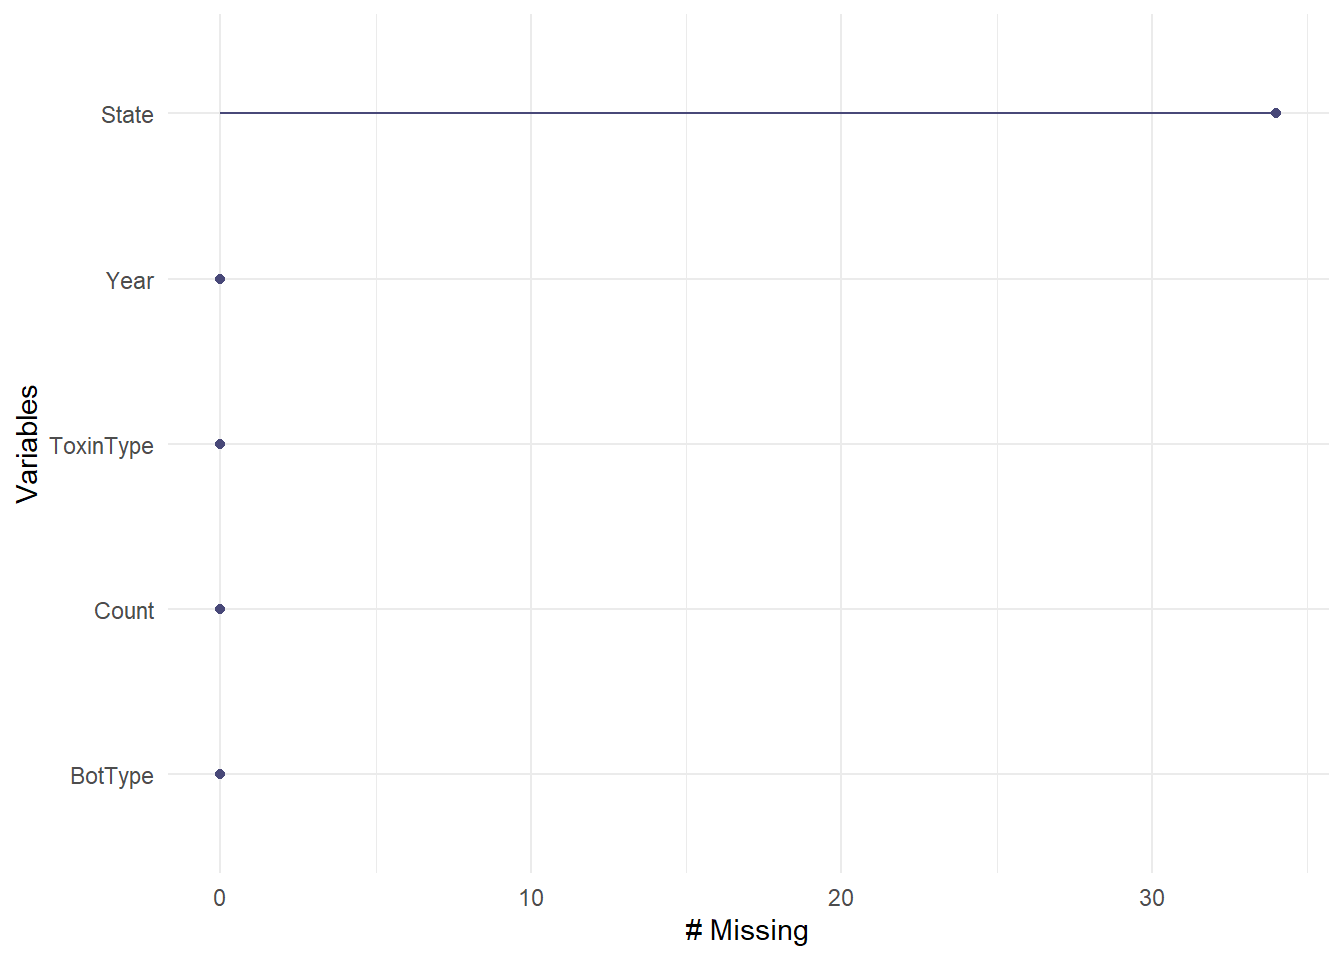 State
Year
ToxinType
Count
BotType
Variables
0 10 20 30
# Missing